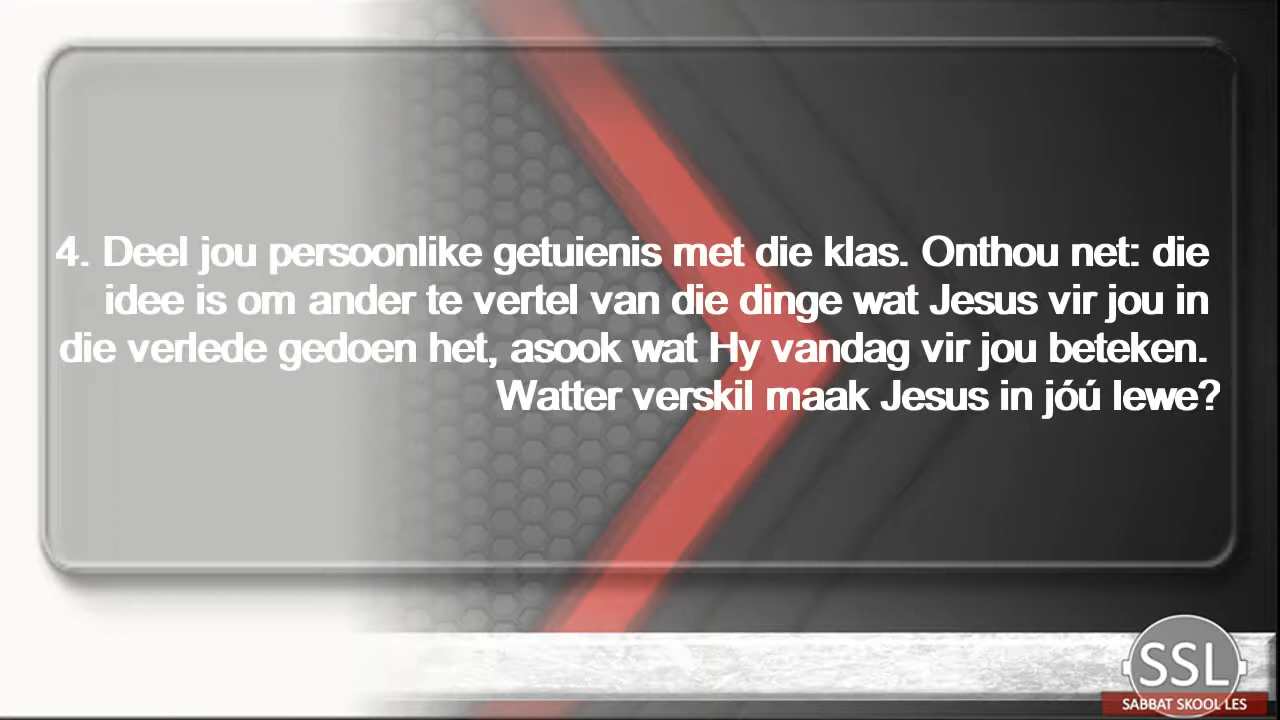 4. Deel jou persoonlike getuienis met die klas. Onthou net: die
idee is om ander te vertel van die dinge wat Jesus vir jou in
die verlede gedoen het, asook wat Hy vandag vir jou beteken.
Watter verskil maak Jesus in jóú lewe?
SSL
SABBAT SKOOL LES